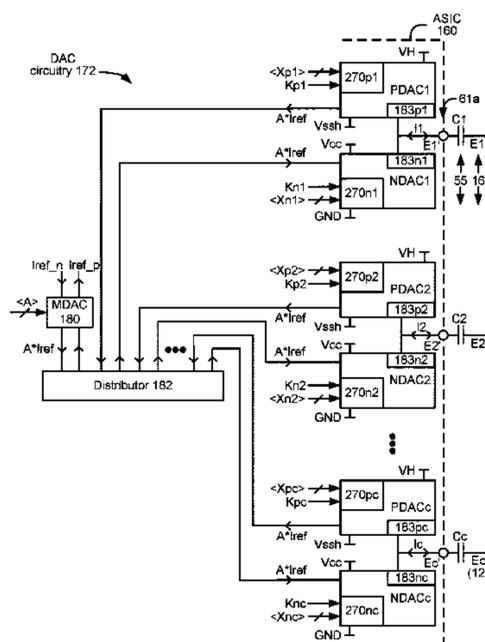 ASIC
160
DAC
circuitry 172
VH
<Xp1>
Kp1
270p1
PDAC1
61a
183p1
A*Iref
Vssh
I1
C1
Vcc
E1'
E1
A*Iref
183n1
Kn1
270n1
NDAC1
<Xn1>
55
16
GND
VH
<Xp2>
Kp2
270p2
PDAC2
Iref_n
Iref_p
183p2
A*Iref
<A>
MDAC
180
Vssh
I2
C2
Vcc
E2'
E2
A*Iref
A*Iref
183n2
Distributor 182
Kn2
270n2
NDAC2
<Xn2>
GND
VH
<Xpc>
Kpc
270pc
PDACc
183pc
A*Iref
Vssh
Ic
Cc
Vcc
Ec'
Ec
(12
A*Iref
183nc
Knc
270nc
NDACc
<Xnc>
GND